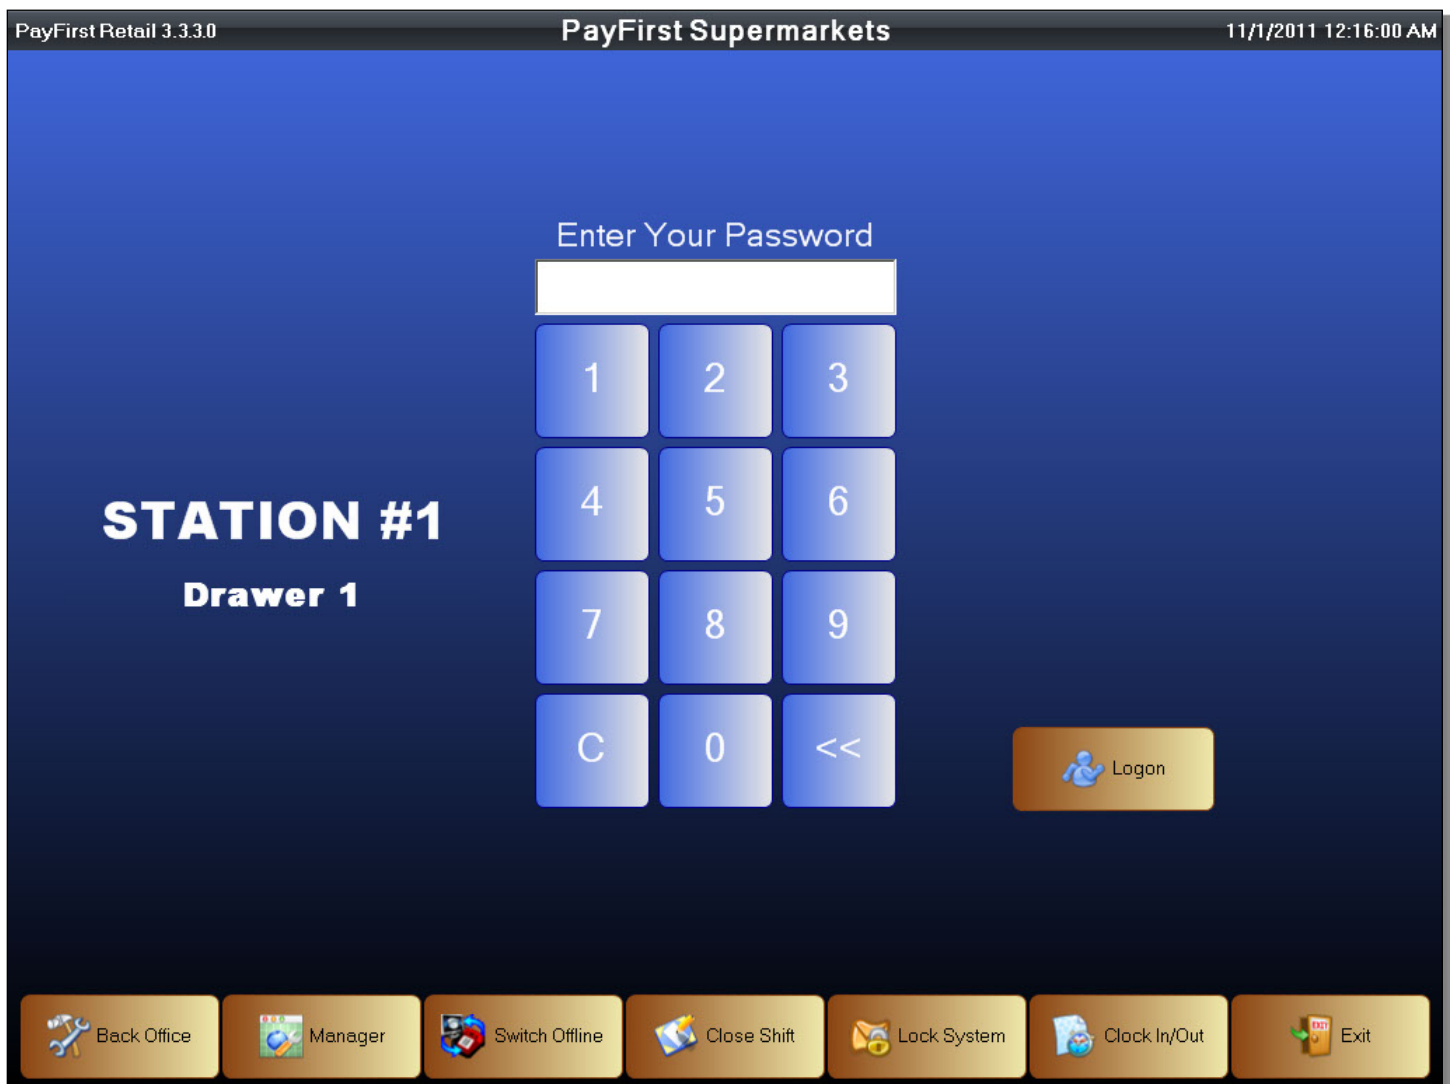 PayFirst Retail 3.3.3.0
PayFirst Supermarkets
11/1/2011 12:16:00 AM
Enter Your Password
1 2 3
4 5 6
7 8 9
C 0 <<
STATION #1
Drawer 1
Logon
Back Office
Manager
Switch Offline
Close Shift
Lock System
Clock In/Out
EXIT
Exit